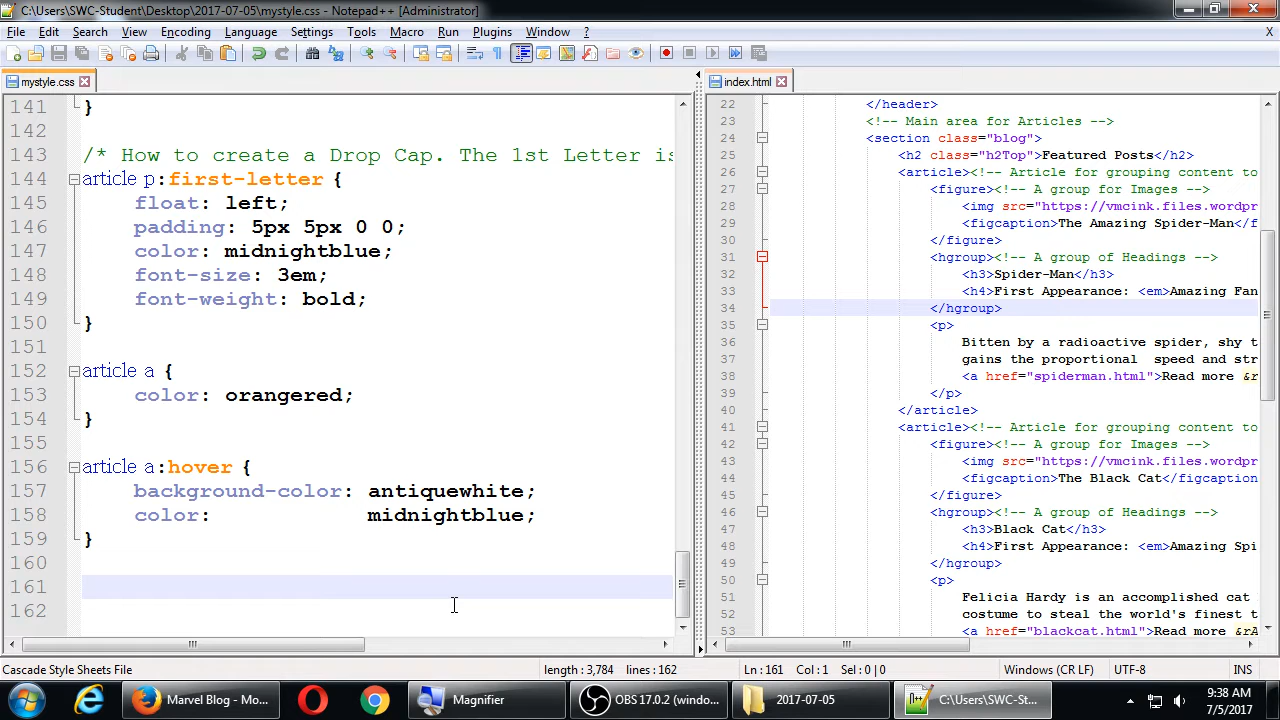 C:\Users\SWC-Student\Desktop\2017-07-05\mystyle.css - Notepad++ [Administrator]
File Edit Search View Encoding Language Settings Tools Macro Run Plugins Window ? X
mystyle.css
141 }
142
143 /* How to create a Drop Cap. The 1st Letter is
144 article p:first-letter {
145 float: left;
146 padding: 5px 5px 0 0;
147 color: midnightblue;
148 font-size: 3em;
149 font-weight: bold;
150 }
151
152 article a {
153 color: orangered;
154 }
155
156 article a:hover {
157 background-color: antiquewhite;
158 color: midnightblue;
159 }
160
161
162
index.html
22 </header>
23 <!-- Main area for Articles -->
24 <section class="blog">
25 <h2 class="h2Top">Featured Posts</h2>
26 <article><!-- Article for grouping content to
27 <figure><!-- A group for Images -->
28 <img src="https://vmcink.files.wordpr
29 <figcaption>The Amazing Spider-Man</f
30 </figure>
31 <hgroup><!-- A group of Headings -->
32 <h3>Spider-Man</h3>
33 <h4>First Appearance: <em>Amazing Fan
34 </hgroup>
35 <p>
36 Bitten by a radioactive spider, shy t
37 gains the proportional  speed and str
38 <a href="spiderman.html">Read more &r
39 </p>
40 </article>
41 <article><!-- Article for grouping content to
42 <figure><!-- A group for Images -->
43 <img src="https://vmcink.files.wordpr
44 <figcaption>The Black Cat</figcaption
45 </figure>
46 <hgroup><!-- A group of Headings -->
47 <h3>Black Cat</h3>
48 <h4>First Appearance: <em>Amazing Spi
49 </hgroup>
50 <p>
51 Felicia Hardy is an accomplished cat
52 costume to steal the world's finest t
53 <a href="blackcat.html">Read more &rA
Cascade Style Sheets File length : 3,784 lines : 162 Ln : 161 Col : 1 Sel : 0 | 0 Windows (CR LF) UTF-8 INS
Marvel Blog - Mo... Magnifier OBS 17.0.2 (windo... 2017-07-05 C:\Users\SWC-St... 9:38 AM
7/5/2017